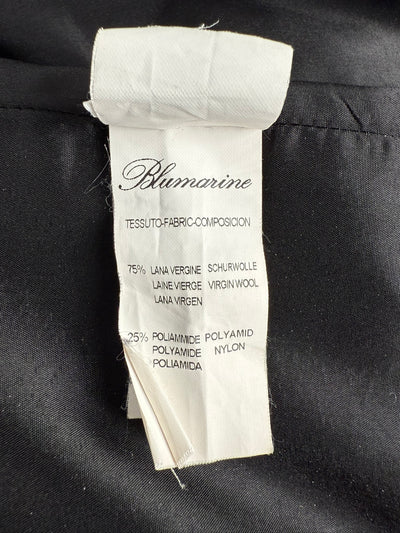 Blumarine
TESSUTO-FABRIC-COMPOSICION
75% LANA VERGINE SCHURWOLLE
LAINE VIERGE VIRGIN WOOL
LANA VIRGEN
25% POLIAMMIDE POLYAMID
POLYAMIDE NYLON
POLIAMIDA